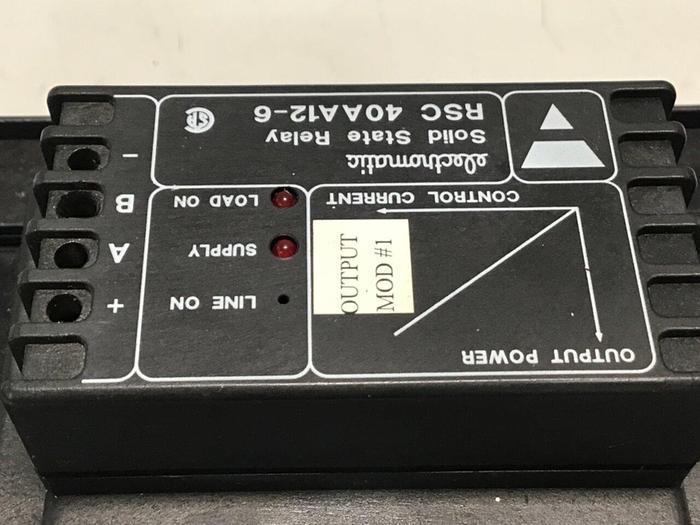 electromatic
Solid State Relay
RSC 40AA12-6
SA
OUTPUT POWER
CONTROL CURRENT
OUTPUT
MOD #1
LINE ON
SUPPLY
LOAD ON
+
A
B
-